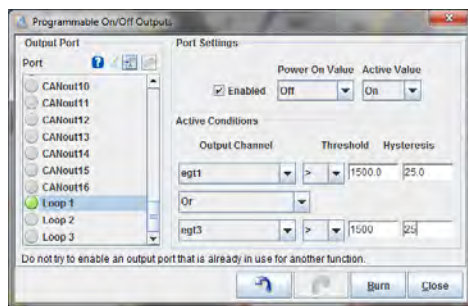 Programmable On/Off Outputs
Output Port
Port
CANout10
CANout11
CANout12
CANout13
CANout14
CANout15
CANout16
Loop 1
Loop 2
Loop 3
Port Settings
Power On Value Active Value
Enabled Off On
Active Conditions
Output Channel Threshold Hysteresis
egt1 > 1500.0 25.0
Or
egt3 > 1500 25
Do not try to enable an output port that is already in use for another function.
Burn Close